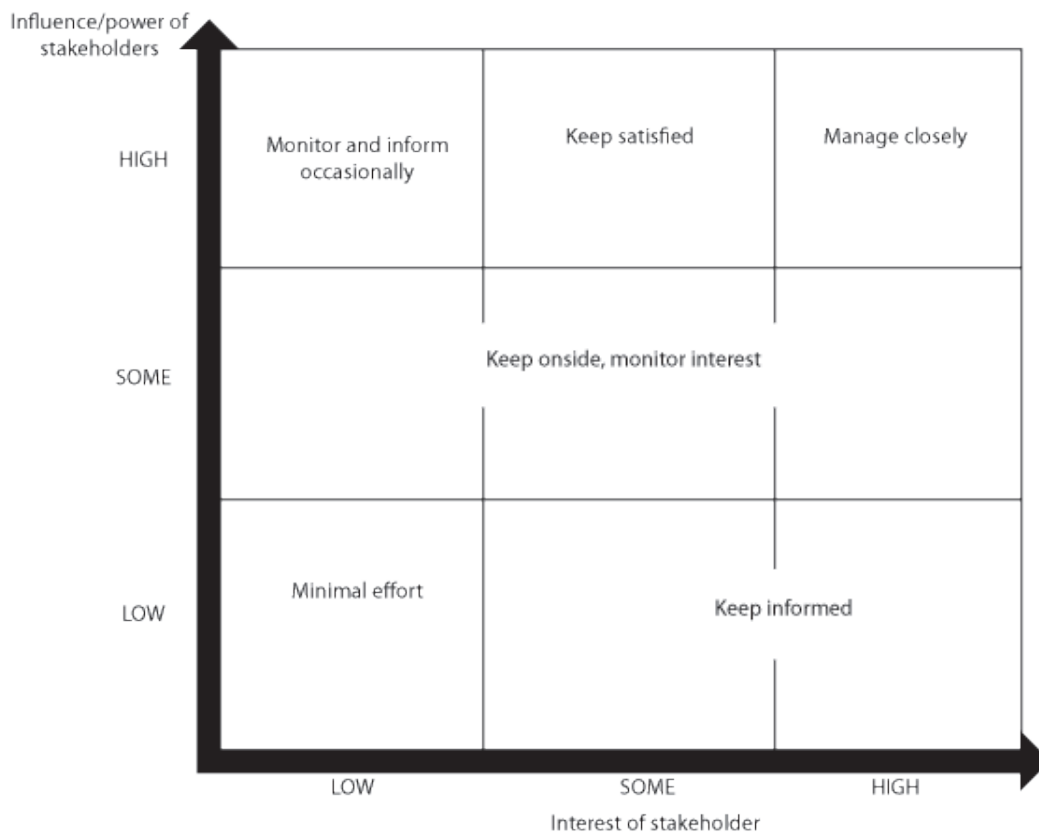 Influence/power of
stakeholders
HIGH
Monitor and inform
occasionally
Keep satisfied
Manage closely
SOME
Keep onside, monitor interest
LOW
Minimal effort
Keep informed
LOW
SOME
HIGH
Interest of stakeholder